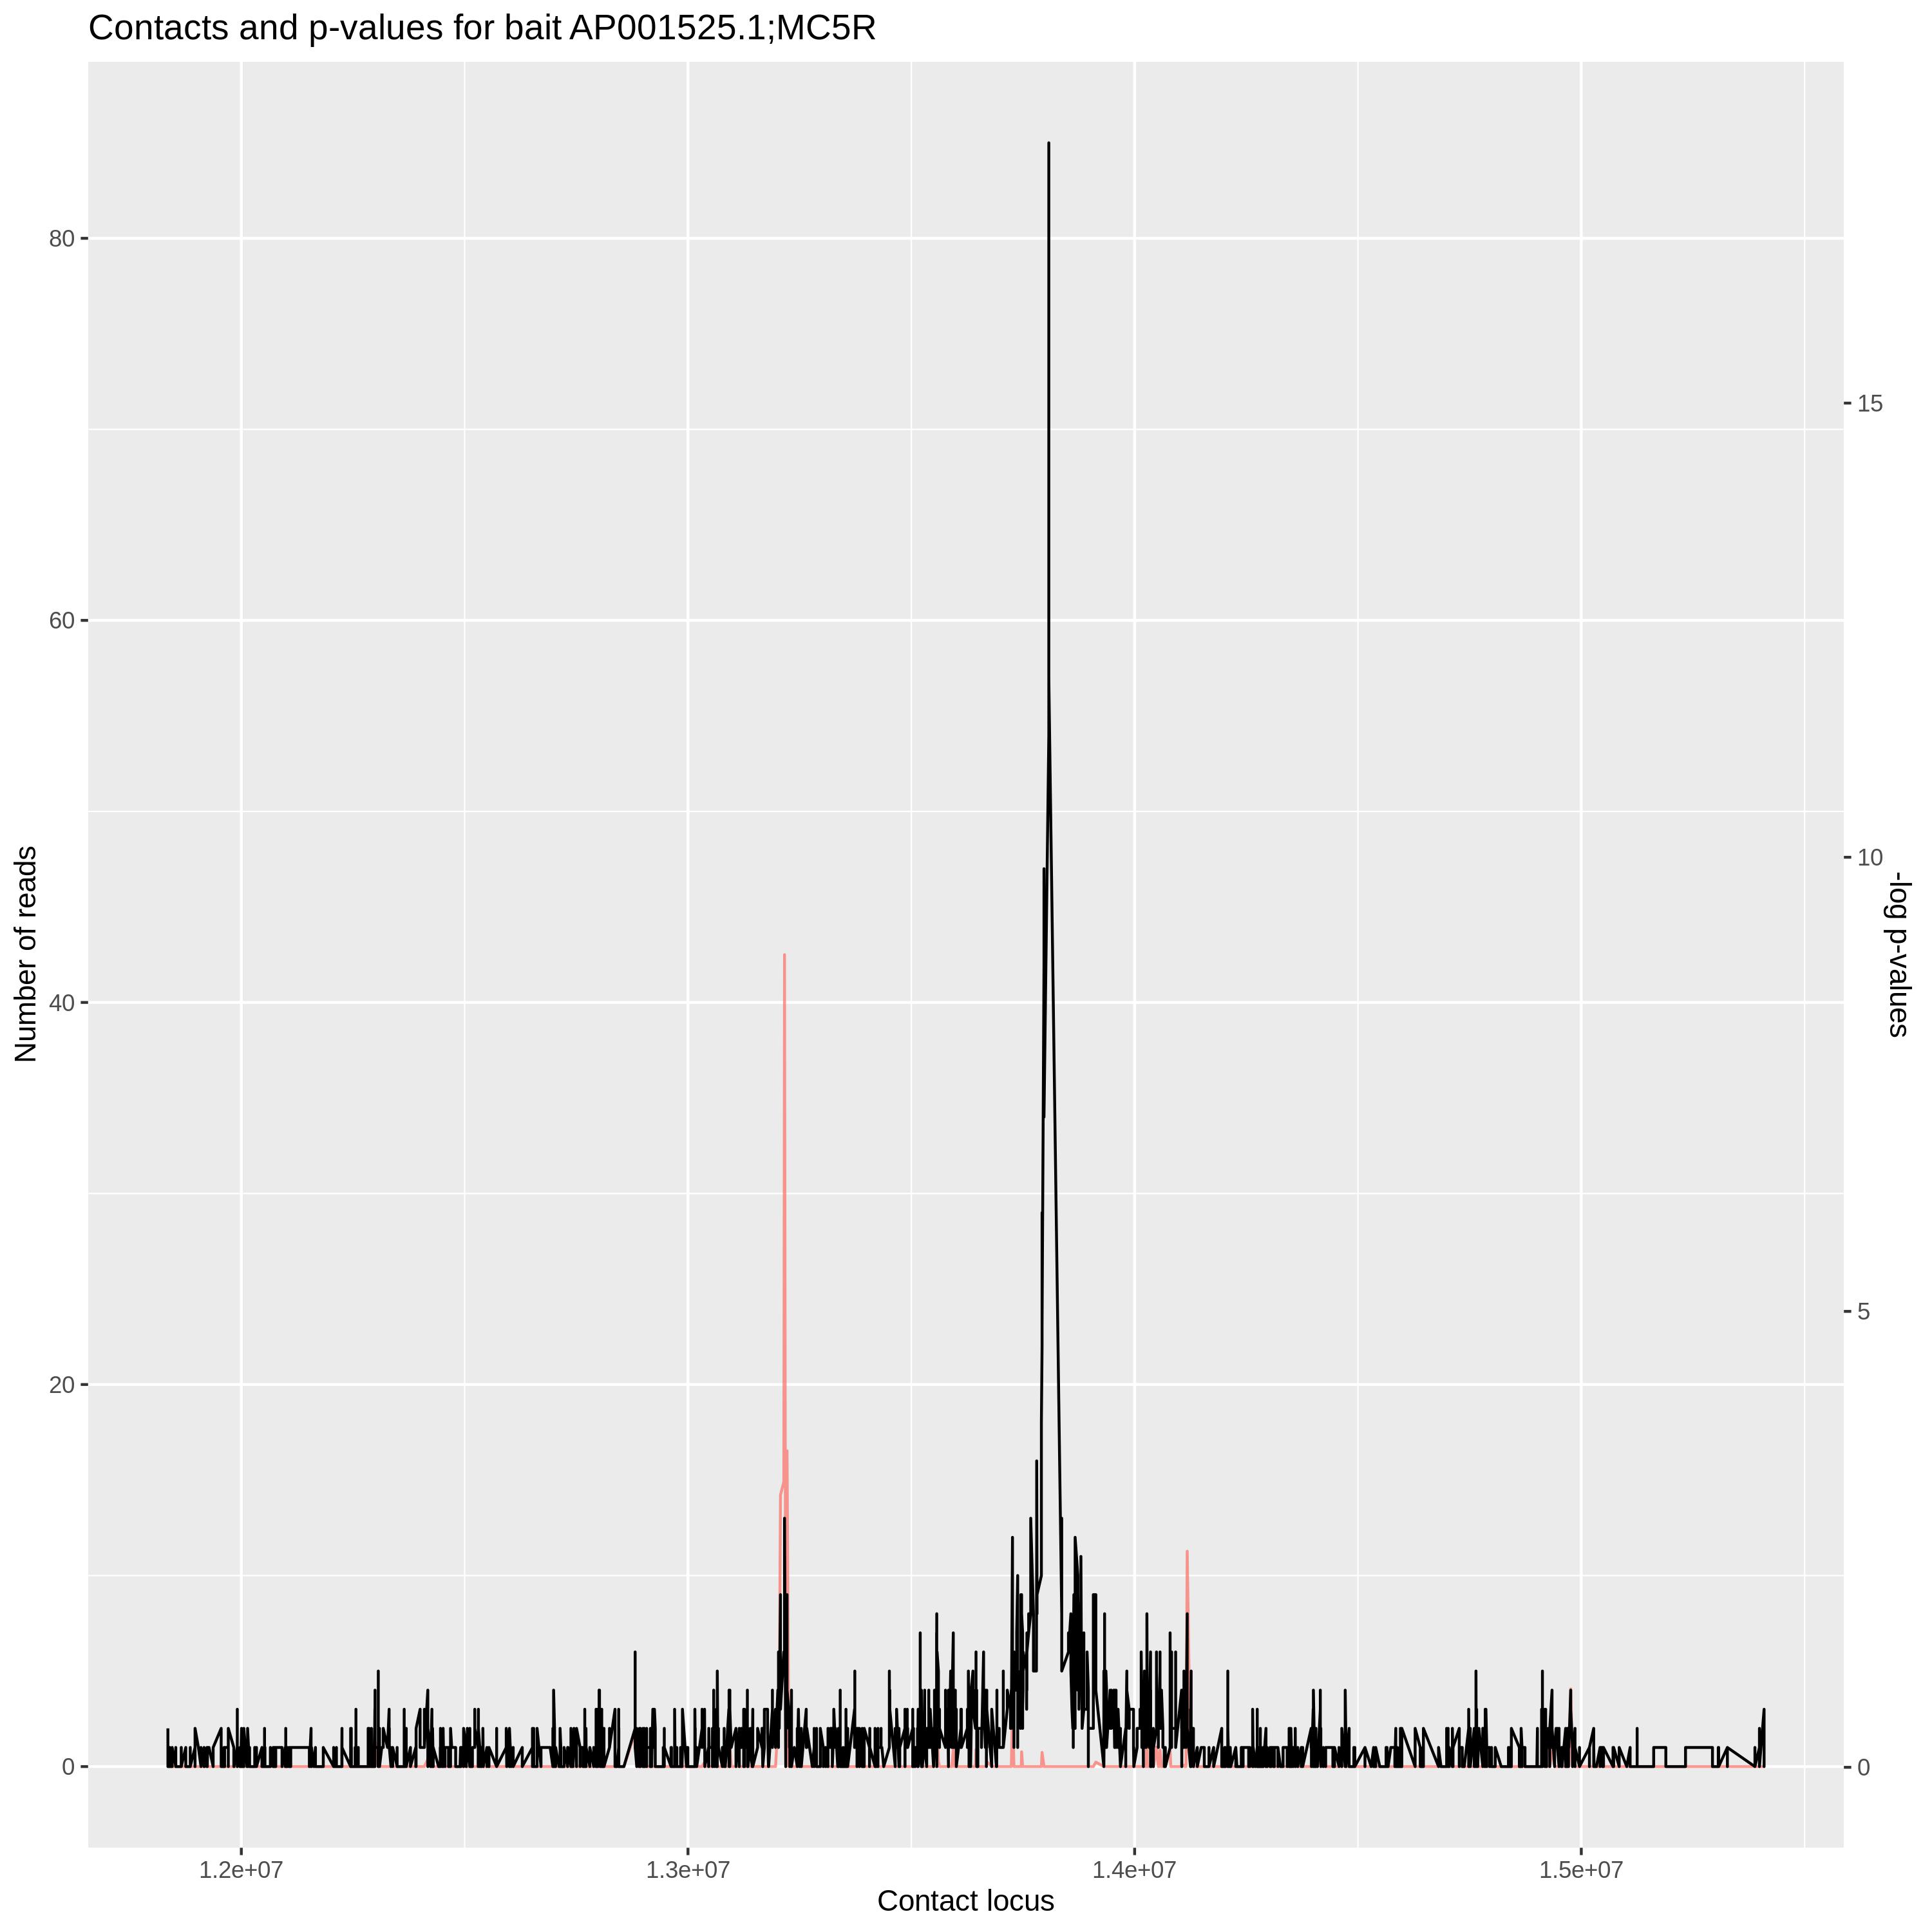 Contacts and p-values for bait AP001525.1;MC5R
80
60
40
20
0
Number of reads
15
10
5
0
-log p-values
1.2e+07
1.3e+07
1.4e+07
1.5e+07
Contact locus